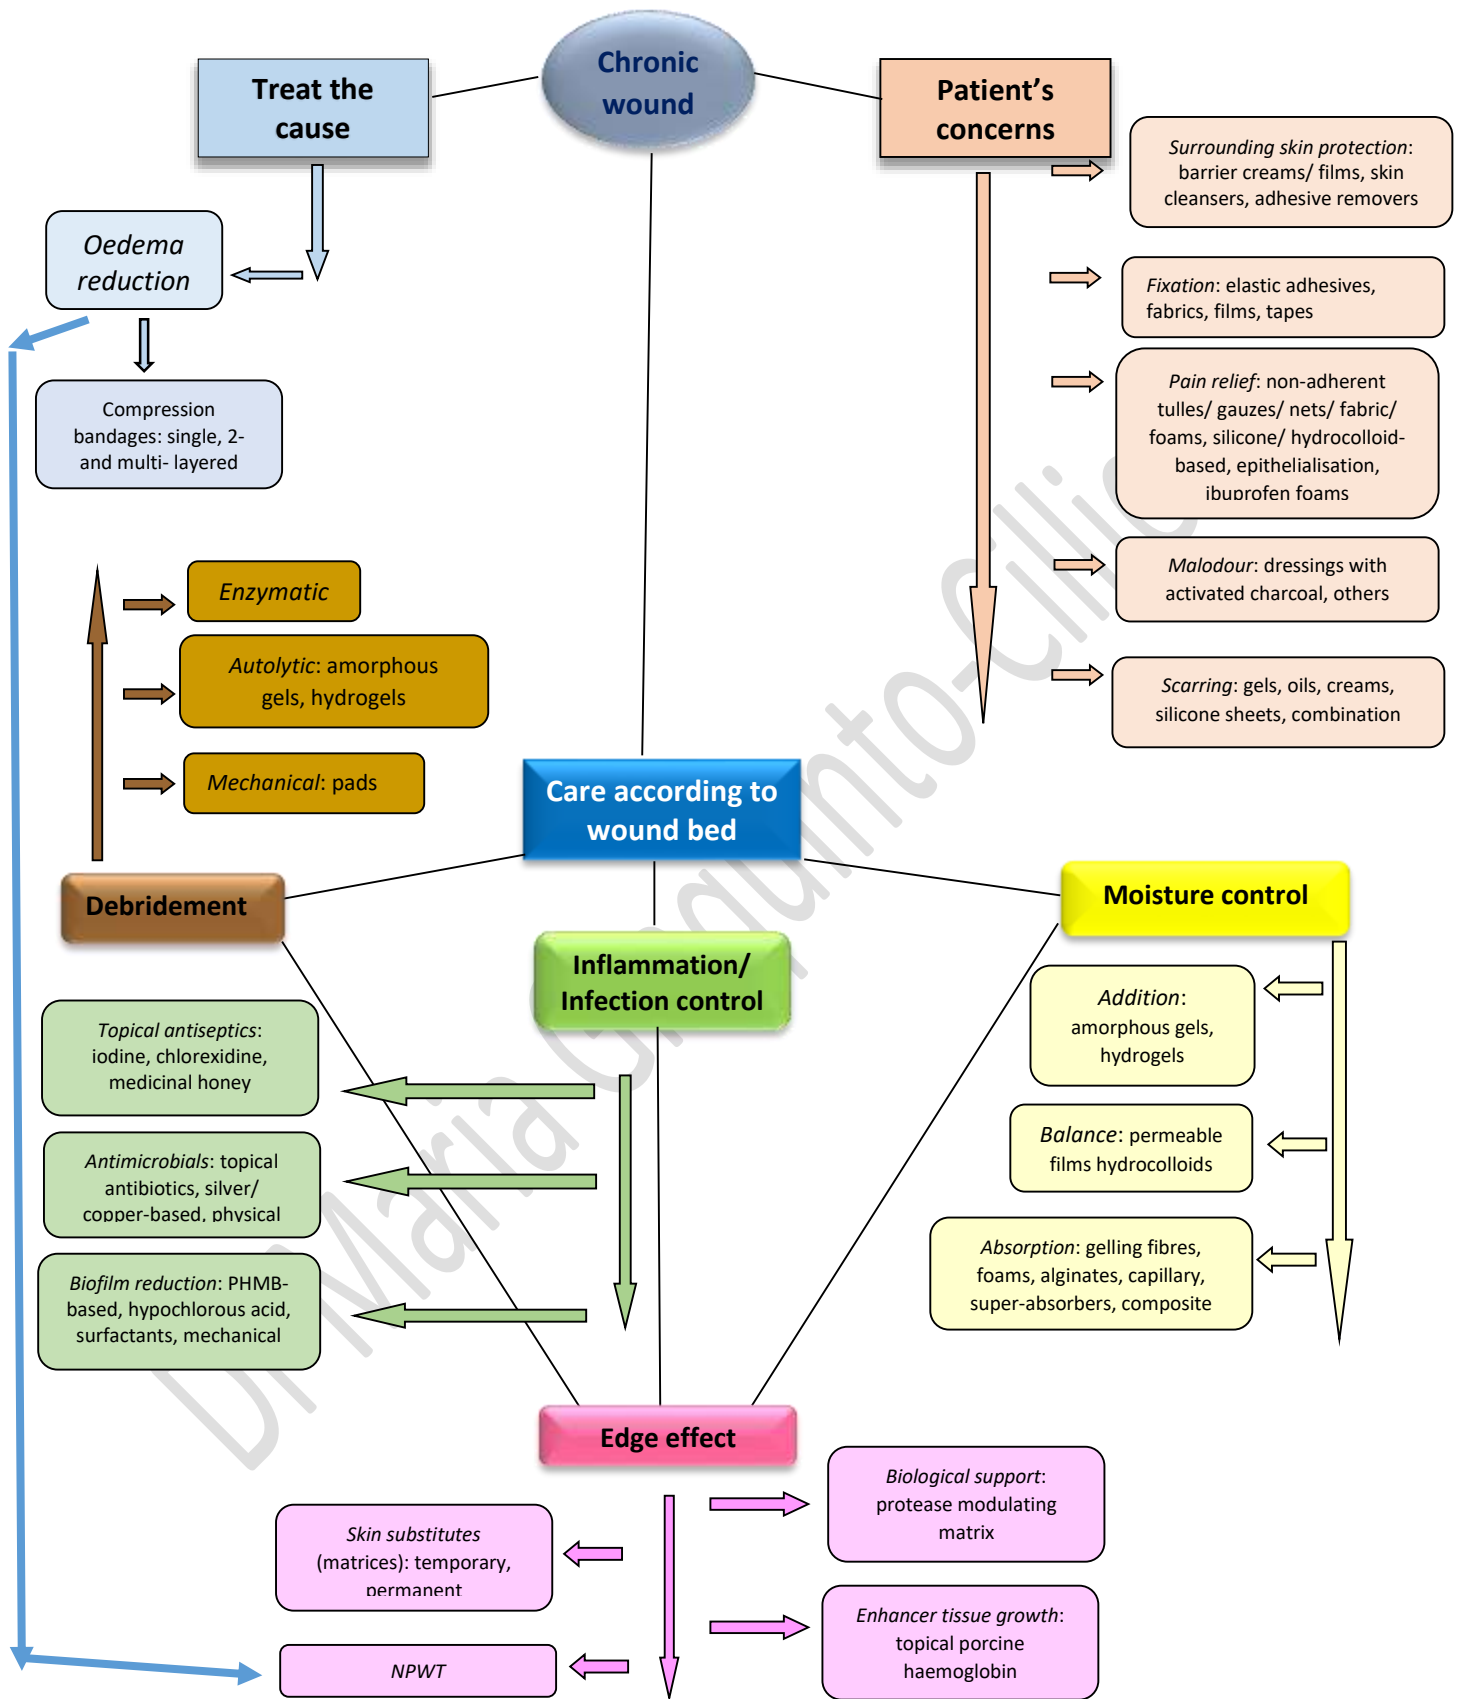 Chronic
wound
Treat the
cause
Patient's
concerns
Surrounding skin protection:
barrier creams/ films, skin
cleansers, adhesive removers
Oedema
reduction
Fixation: elastic adhesives,
fabrics, films, tapes
Compression
bandages: single, 2-
and multi- layered
Pain relief: non-adherent
tulles/ gauzes/ nets/ fabric/
foams, silicone/ hydrocolloid-
based, epithelialisation,
ibuprofen foams
Malodour: dressings with
activated charcoal, others
Scarring: gels, oils, creams,
silicone sheets, combination
Enzymatic
Autolytic: amorphous
gels, hydrogels
Mechanical: pads
Care according to
wound bed
Debridement
Inflammation/
Infection control
Moisture control
Topical antiseptics:
iodine, chlorexidine,
medicinal honey
Antimicrobials: topical
antibiotics, silver/
copper-based, physical
Biofilm reduction: PHMB-
based, hypochlorous acid,
surfactants, mechanical
Addition:
amorphous gels,
hydrogels
Balance: permeable
films hydrocolloids
Absorption: gelling fibres,
foams, alginates, capillary,
super-absorbers, composite
Edge effect
Skin substitutes
(matrices): temporary,
permanent
NPWT
Biological support:
protease modulating
matrix
Enhancer tissue growth:
topical porcine
haemoglobin
Dr Maria